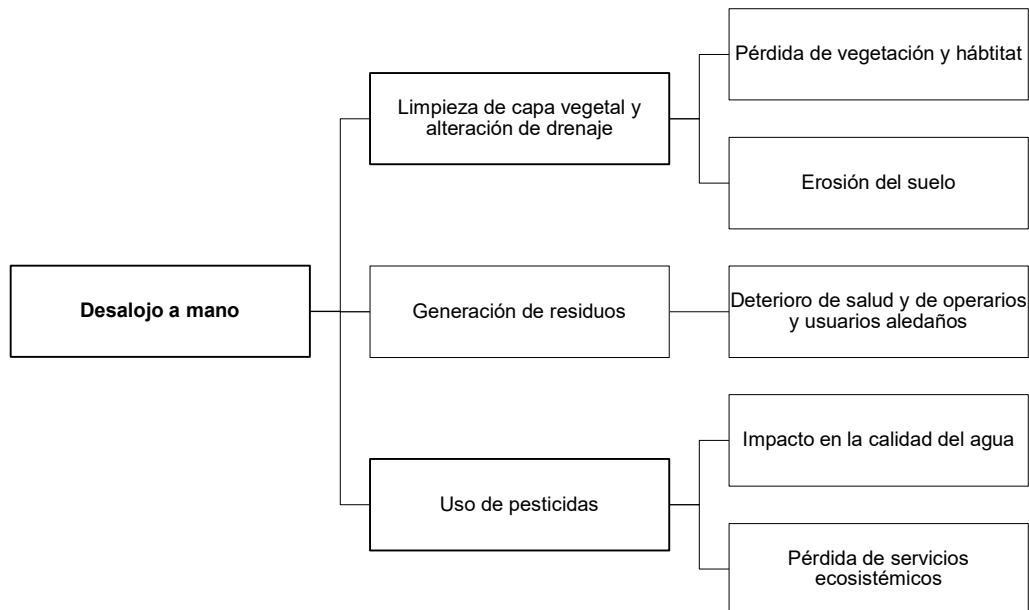 Desalojo a mano
Limpieza de capa vegetal y
alteración de drenaje
Pérdida de vegetación y hábtitat
Erosión del suelo
Generación de residuos
Deterioro de salud y de operarios
y usuarios aledaños
Uso de pesticidas
Impacto en la calidad del agua
Pérdida de servicios
ecosistémicos